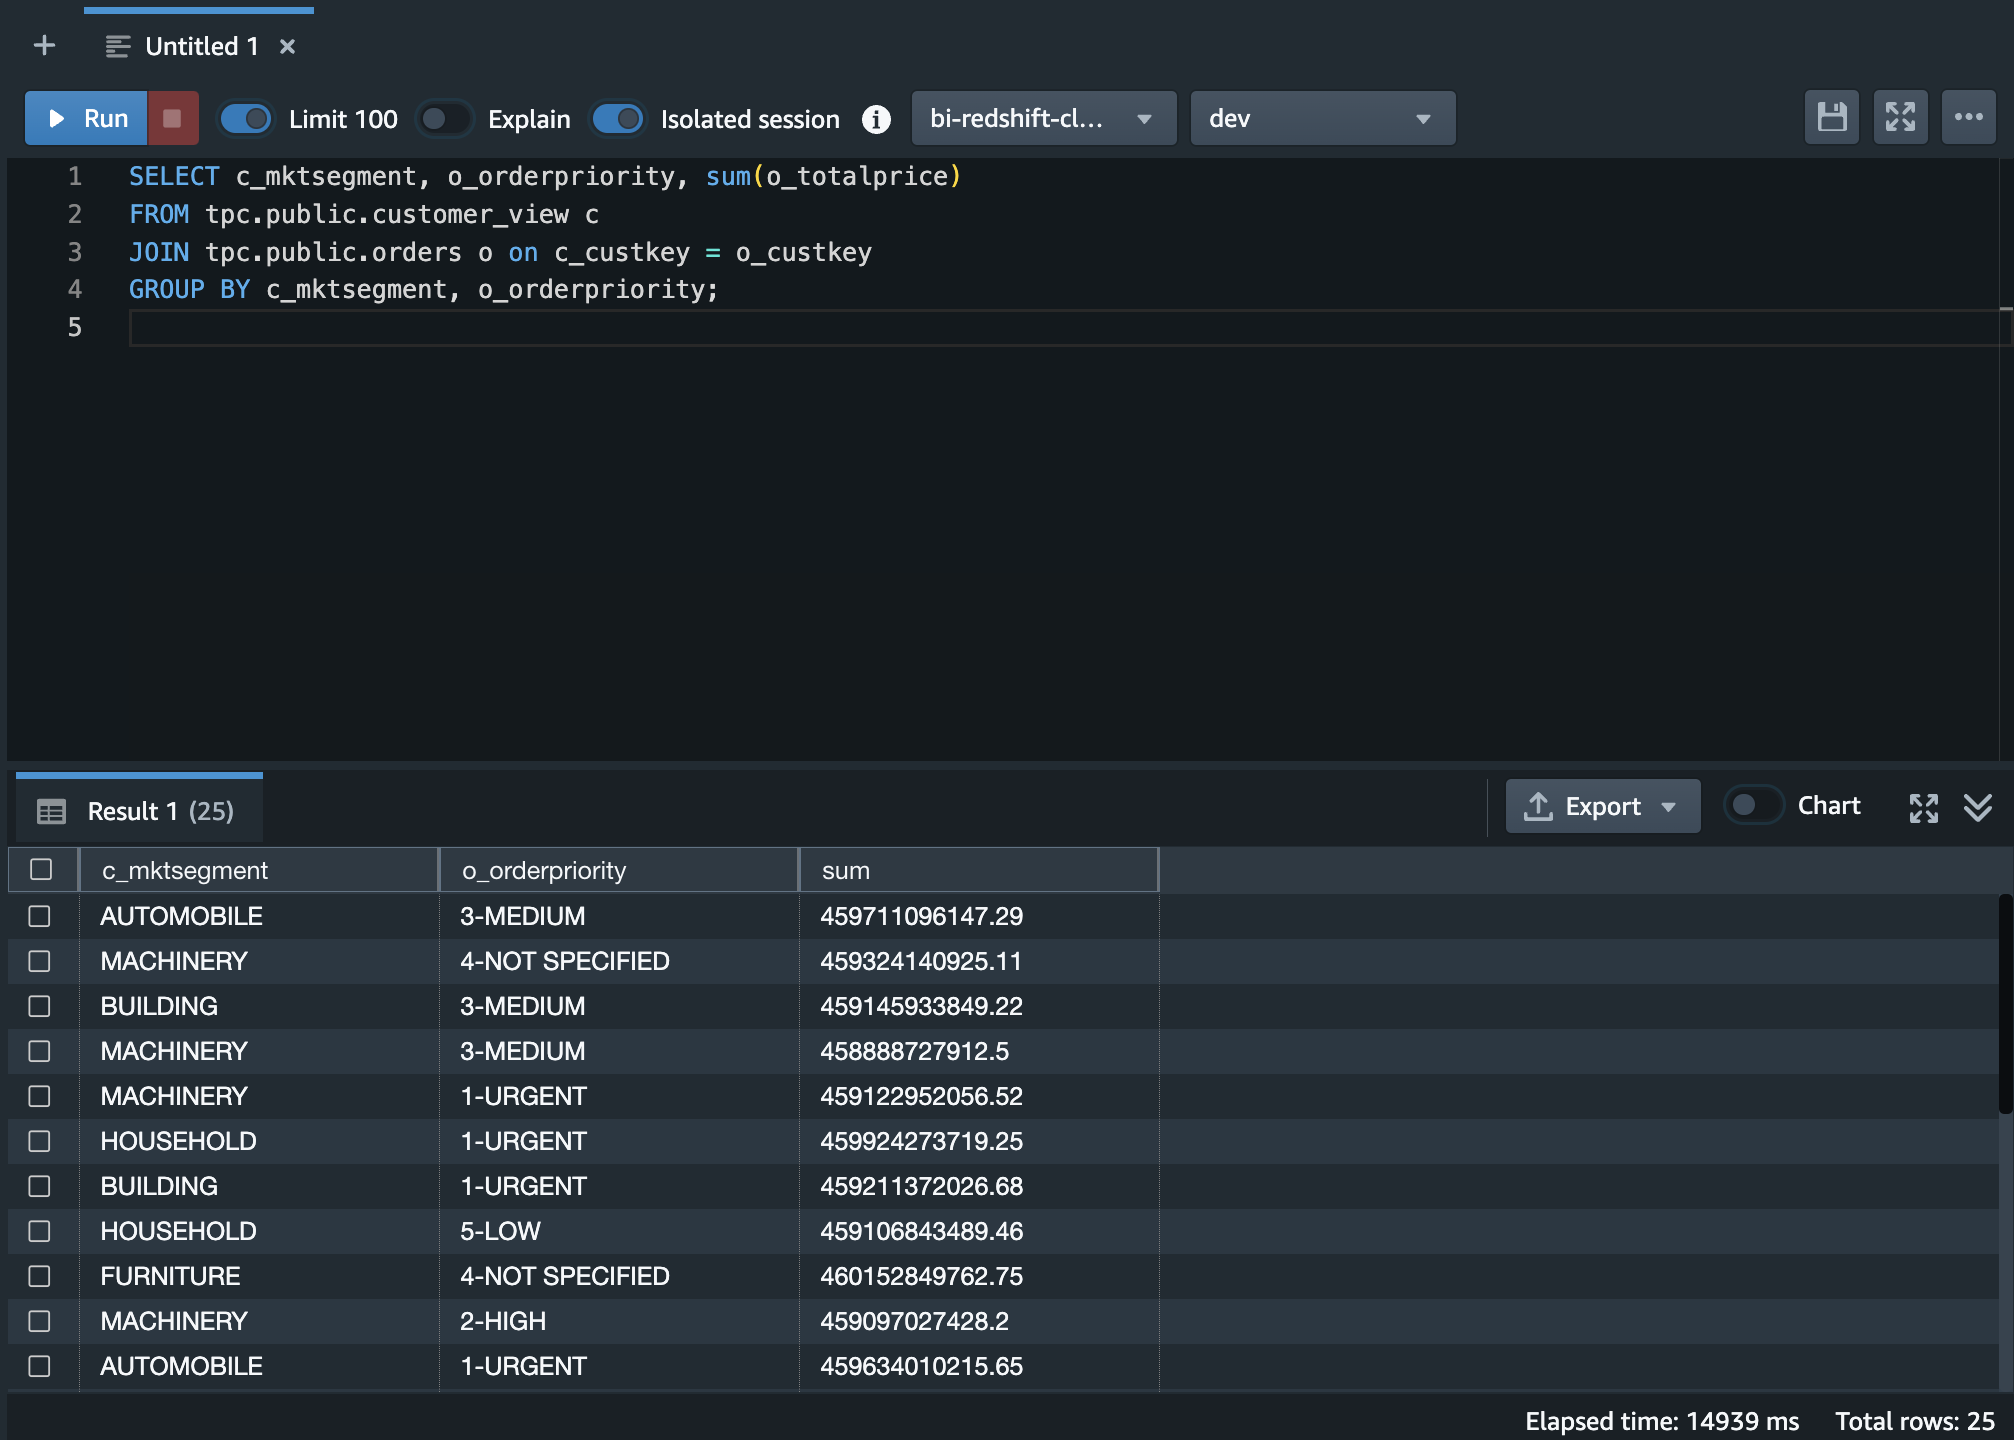 Untitled 1
Run Limit 100 Explain Isolated session bi-redshift-cl... dev
1 SELECT c_mktsegment, o_orderpriority, sum(o_totalprice)
2 FROM tpc.public.customer_view c
3 JOIN tpc.public.orders o on c_custkey = o_custkey
4 GROUP BY c_mktsegment, o_orderpriority;
5
Result 1 (25) Export Chart
c_mktsegment o_orderpriority sum
AUTOMOBILE 3-MEDIUM 459711096147.29
MACHINERY 4-NOT SPECIFIED 459324140925.11
BUILDING 3-MEDIUM 459145933849.22
MACHINERY 3-MEDIUM 458888727912.5
MACHINERY 1-URGENT 459122952056.52
HOUSEHOLD 1-URGENT 459924273719.25
BUILDING 1-URGENT 459211372026.68
HOUSEHOLD 5-LOW 459106843489.46
FURNITURE 4-NOT SPECIFIED 460152849762.75
MACHINERY 2-HIGH 459097027428.2
AUTOMOBILE 1-URGENT 459634010215.65
Elapsed time: 14939 ms Total rows: 25